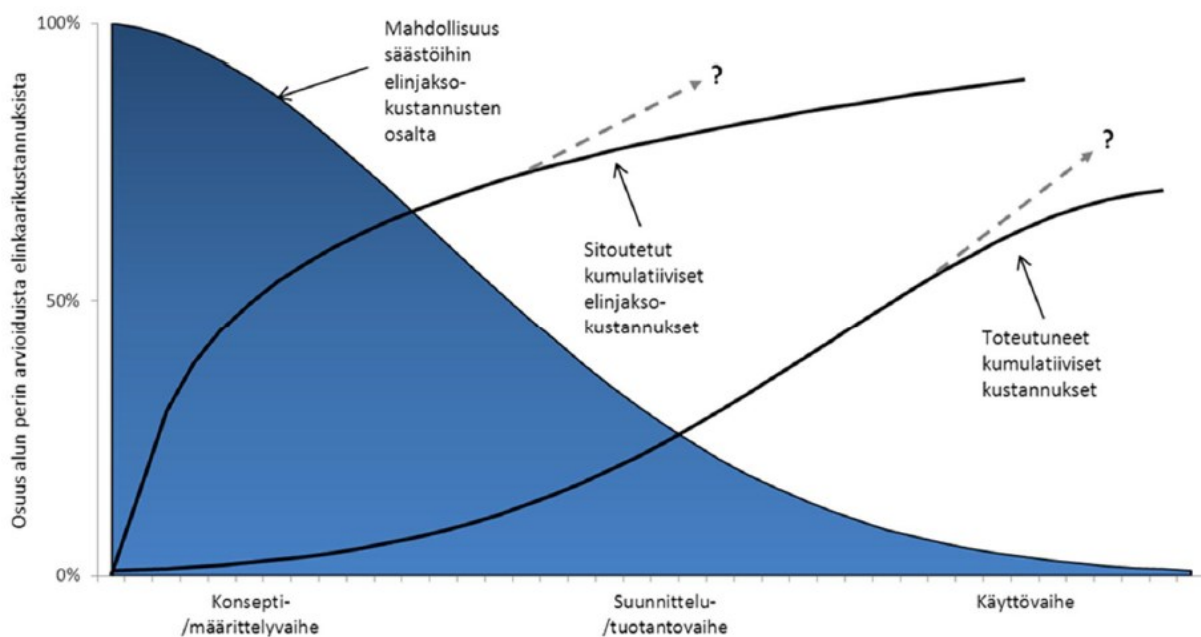 Osuus alun perin arvioiduista elinkaarikustannuksista
100%
50%
0%
Mahdollisuus
säästöihin
elinjakso-
kustannusten
osalta
?
Sitoutetut
kumulatiiviset
elinjakso-
kustannukset
?
Toteutuneet
kumulatiiviset
kustannukset
Konsepti-
/määrittelyvaihe
Suunnittelu-
/tuotantovaihe
Käyttövaihe